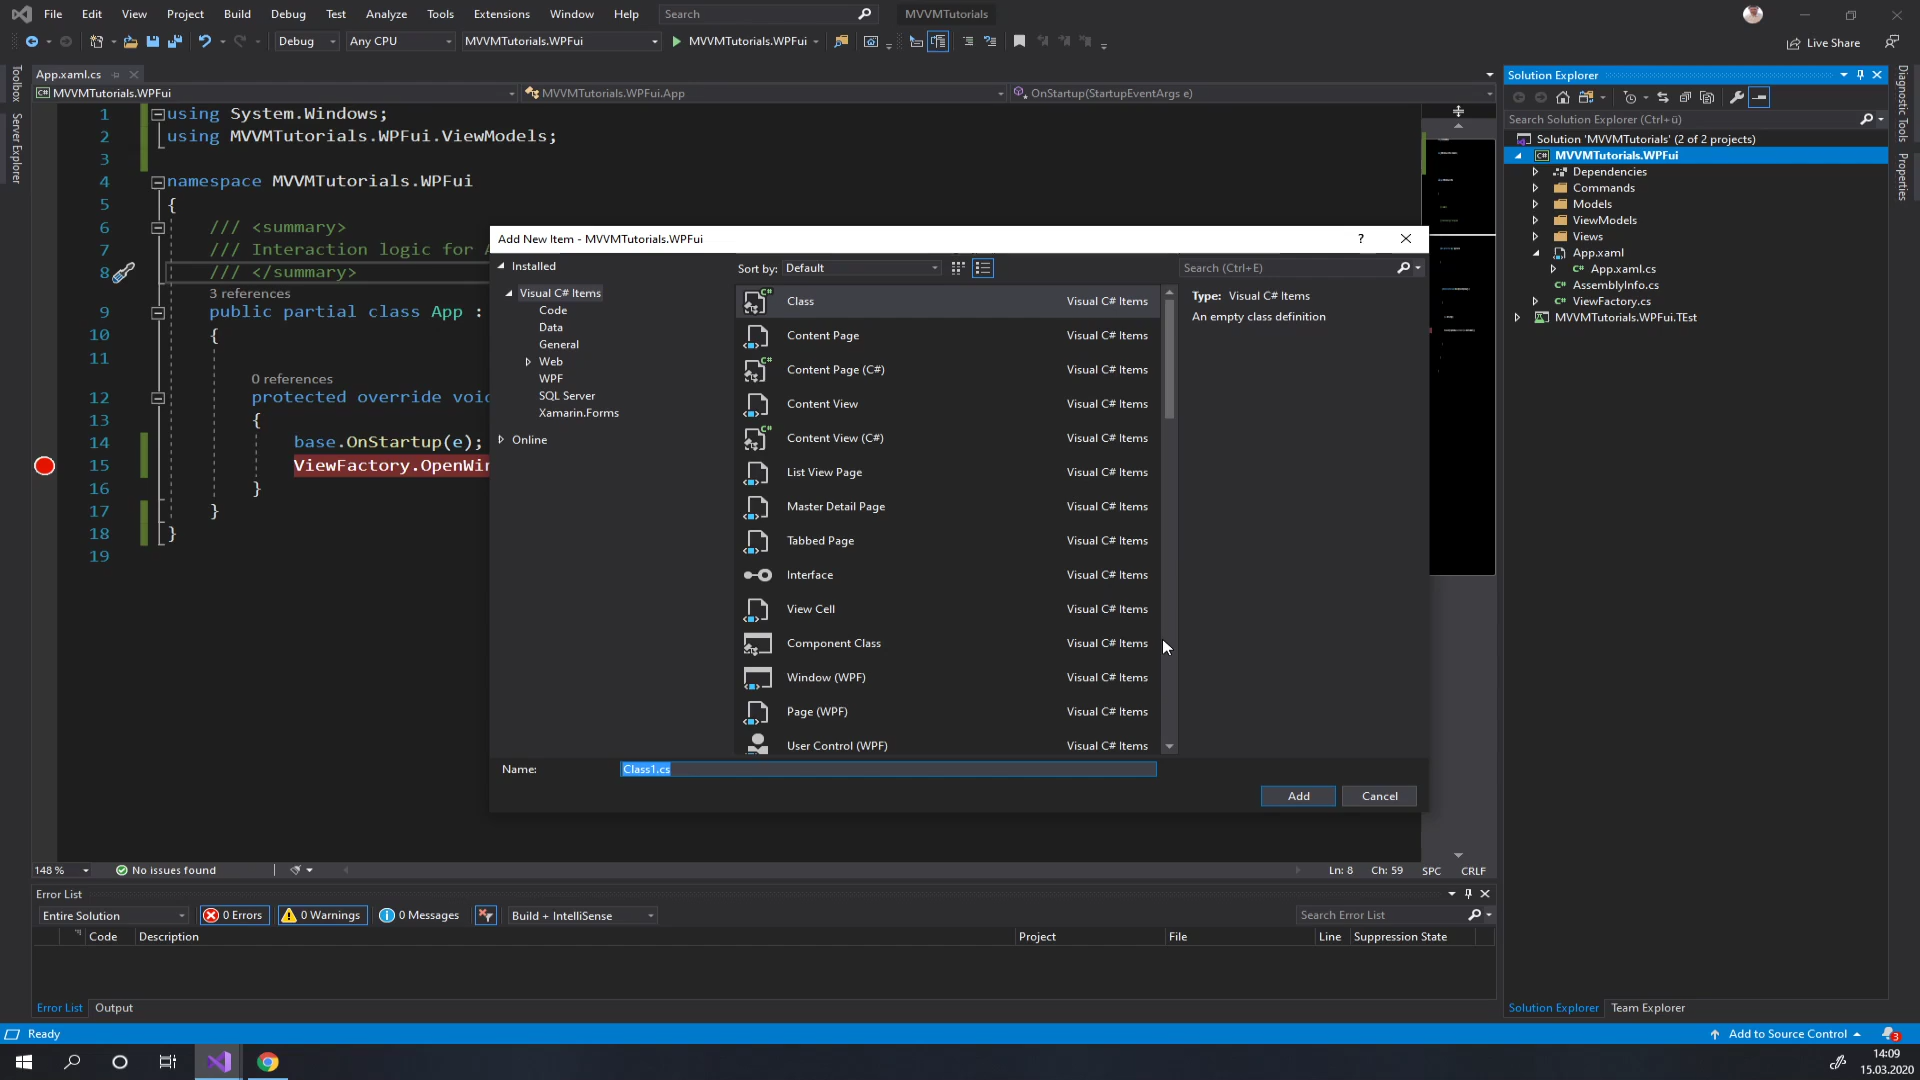 File Edit View Project Build Debug Test Analyze Tools Extensions Window Help Search MVVMTutorials
Debug Any CPU MVVMTutorials.WPFui MVVMTutorials.WPFui Live Share
App.xaml.cs
MVVMTutorials.WPFui MVVMTutorials.WPFui.App OnStartup(StartupEventArgs e)
Toolbox
Server Explorer
1 using System.Windows;
2 using MVVMTutorials.WPFui.ViewModels;
3
4 namespace MVVMTutorials.WPFui
5 {
6 /// <summary>
7 /// Interaction logic for A
8 /// </summary>
3 references
9 public partial class App :
10 {
11
0 references
12 protected override voi
13 {
14 base.OnStartup(e);
15 ViewFactory.OpenWi
16 }
17 }
18 }
19
Add New Item - MVVMTutorials.WPFui
? 
Installed
Visual C# Items
Code
Data
General
Web
WPF
SQL Server
Xamarin.Forms
Online
Sort by: Default
Search (Ctrl+E)
Class Visual C# Items
Content Page Visual C# Items
Content Page (C#) Visual C# Items
Content View Visual C# Items
Content View (C#) Visual C# Items
List View Page Visual C# Items
Master Detail Page Visual C# Items
Tabbed Page Visual C# Items
Interface Visual C# Items
View Cell Visual C# Items
Component Class Visual C# Items
Window (WPF) Visual C# Items
Page (WPF) Visual C# Items
User Control (WPF) Visual C# Items
Type: Visual C# Items
An empty class definition
Name: Class1.cs
Add Cancel
148 % No issues found Ln: 8 Ch: 59 SPC CRLF
Error List
Entire Solution 0 Errors 0 Warnings 0 Messages Build + IntelliSense Search Error List
Code Description Project File Line Suppression State
Error List Output
Solution Explorer
Search Solution Explorer (Ctrl+ü)
Solution 'MVVMTutorials' (2 of 2 projects)
MVVMTutorials.WPFui
Dependencies
Commands
Models
ViewModels
Views
App.xaml
App.xaml.cs
AssemblyInfo.cs
ViewFactory.cs
MVVMTutorials.WPFui.TEst
Solution Explorer Team Explorer
Diagnostic Tools
Properties
Ready Add to Source Control 3
14:09
15.03.2020